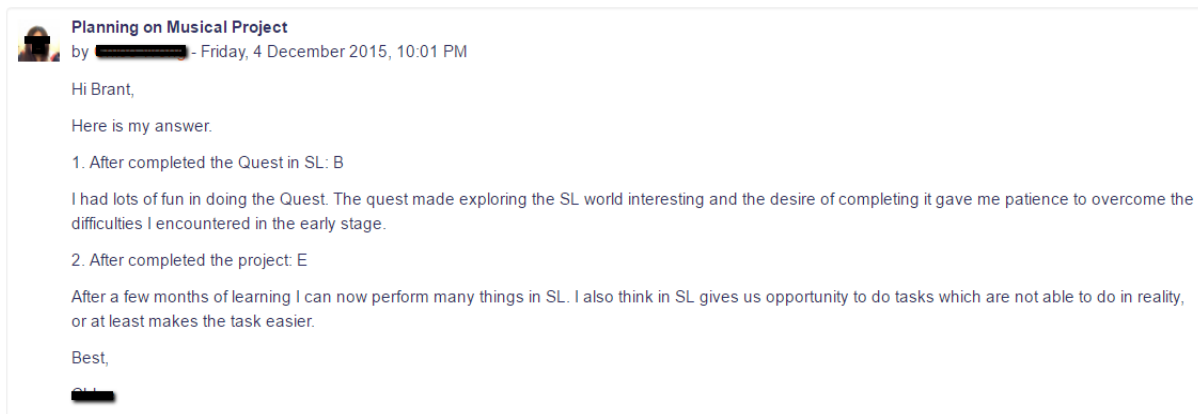 Planning on Musical Project
by - Friday, 4 December 2015, 10:01 PM
Hi Brant,
Here is my answer.
1. After completed the Quest in SL: B
I had lots of fun in doing the Quest. The quest made exploring the SL world interesting and the desire of completing it gave me patience to overcome the
difficulties I encountered in the early stage.
2. After completed the project: E
After a few months of learning I can now perform many things in SL. I also think in SL gives us opportunity to do tasks which are not able to do in reality,
or at least makes the task easier.
Best,